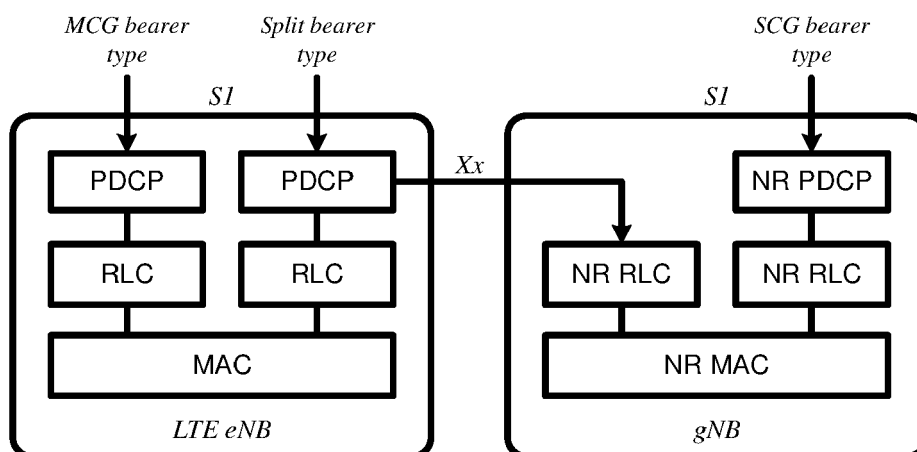 MCG bearer type
Split bearer type
SCG bearer type
S1
S1
PDCP
PDCP
Xx
NR PDCP
RLC
RLC
NR RLC
NR RLC
MAC
NR MAC
LTE eNB
gNB